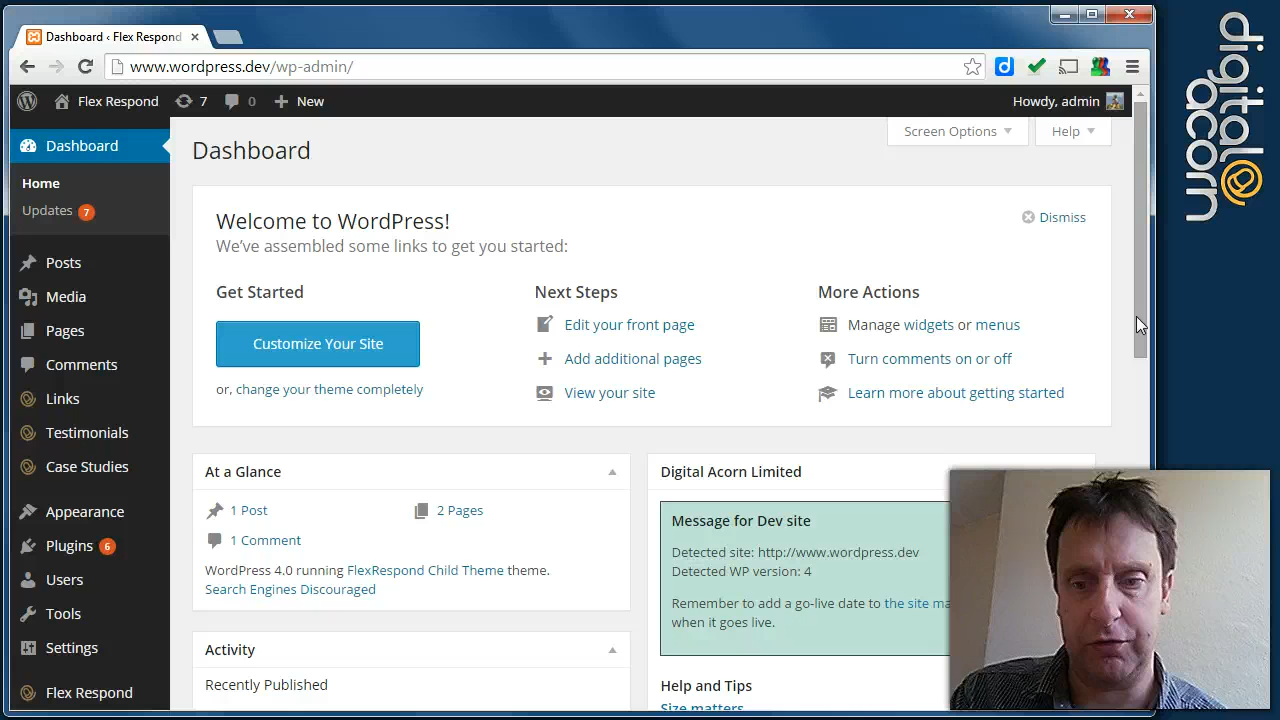 Dashboard ‹ Flex Respond
www.wordpress.dev/wp-admin/
Flex Respond
7
0
New
Howdy, admin
Dashboard
Home
Updates 7
Posts
Media
Pages
Comments
Links
Testimonials
Case Studies
Appearance
Plugins 6
Users
Tools
Settings
Flex Respond
Screen Options
Help
Dashboard
Welcome to WordPress!
We've assembled some links to get you started:
Dismiss
Get Started
Customize Your Site
or, change your theme completely
Next Steps
Edit your front page
Add additional pages
View your site
More Actions
Manage widgets or menus
Turn comments on or off
Learn more about getting started
At a Glance
1 Post
2 Pages
1 Comment
WordPress 4.0 running FlexRespond Child Theme theme.
Search Engines Discouraged
Activity
Recently Published
Digital Acorn Limited
Message for Dev site
Detected site: http://www.wordpress.dev
Detected WP version: 4
Remember to add a go-live date to the site ma
when it goes live.
Help and Tips
Size matters
digital
acorn